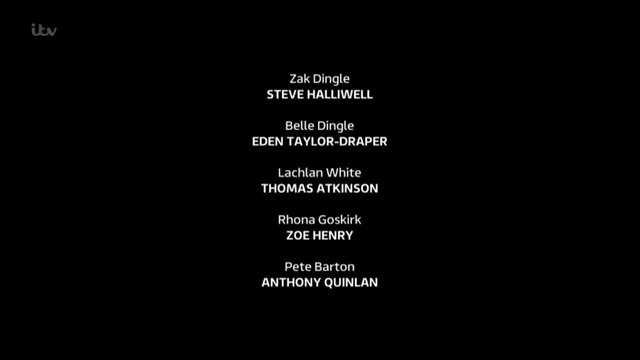 itv
Zak Dingle
STEVE HALLIWELL
Belle Dingle
EDEN TAYLOR-DRAPER
Lachlan White
THOMAS ATKINSON
Rhona Goskirk
ZOE HENRY
Pete Barton
ANTHONY QUINLAN